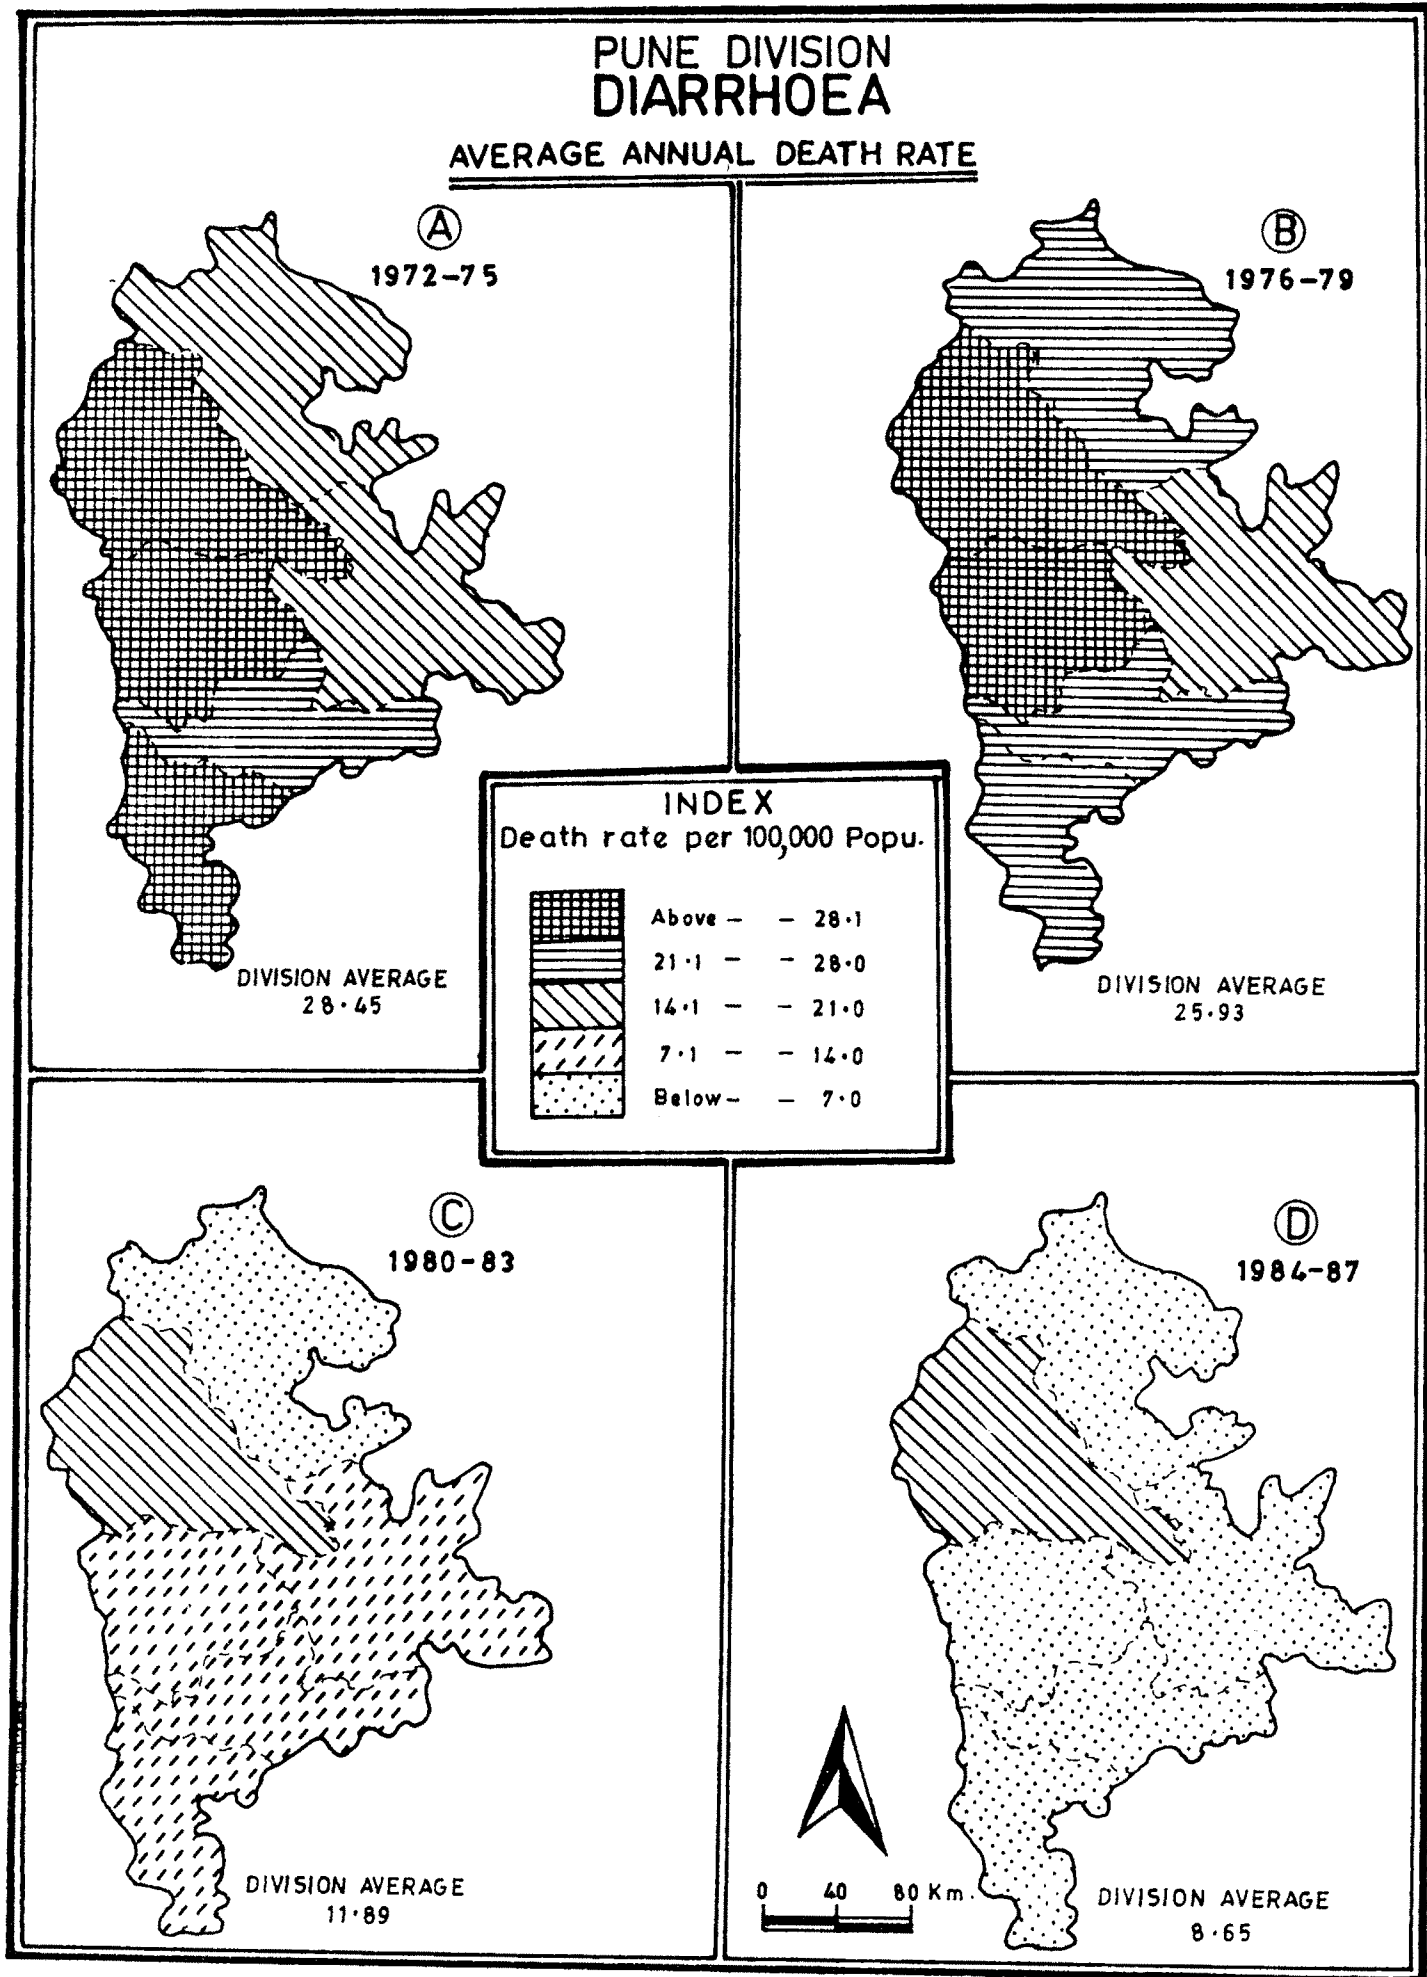 PUNE DIVISION
DIARRHOEA
AVERAGE ANNUAL DEATH RATE
A
1972-75
B
1976-79
DIVISION AVERAGE
28.45
DIVISION AVERAGE
25.93
INDEX
Death rate per 100,000 Popu.
Above - - 28.1
21.1 - - 28.0
14.1 - - 21.0
7.1 - - 14.0
Below - - 7.0
C
1980-83
D
1984-87
DIVISION AVERAGE
11.89
0 40 80 Km.
DIVISION AVERAGE
8.65